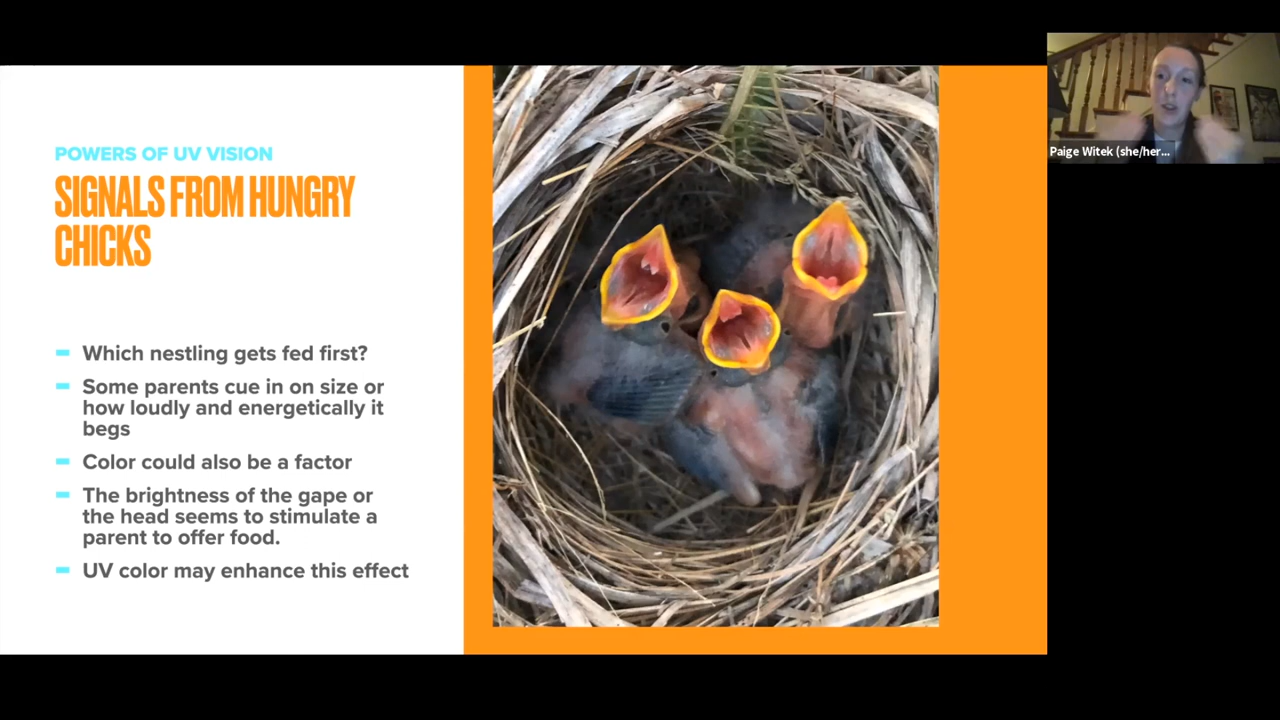 POWERS OF UV VISION
SIGNALS FROM HUNGRY
CHICKS
Which nestling gets fed first?
Some parents cue in on size or
how loudly and energetically it
begs
Color could also be a factor
The brightness of the gape or
the head seems to stimulate a
parent to offer food.
UV color may enhance this effect
Paige Witek (she/her...